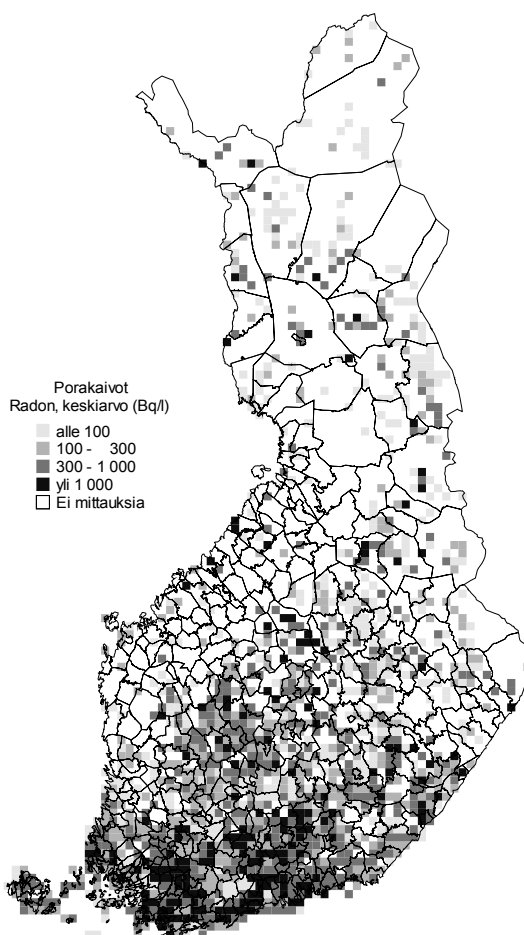 Porakaivot
Radon, keskiarvo (Bq/l)
alle 100
100 - 300
300 - 1 000
yli 1 000
Ei mittauksia